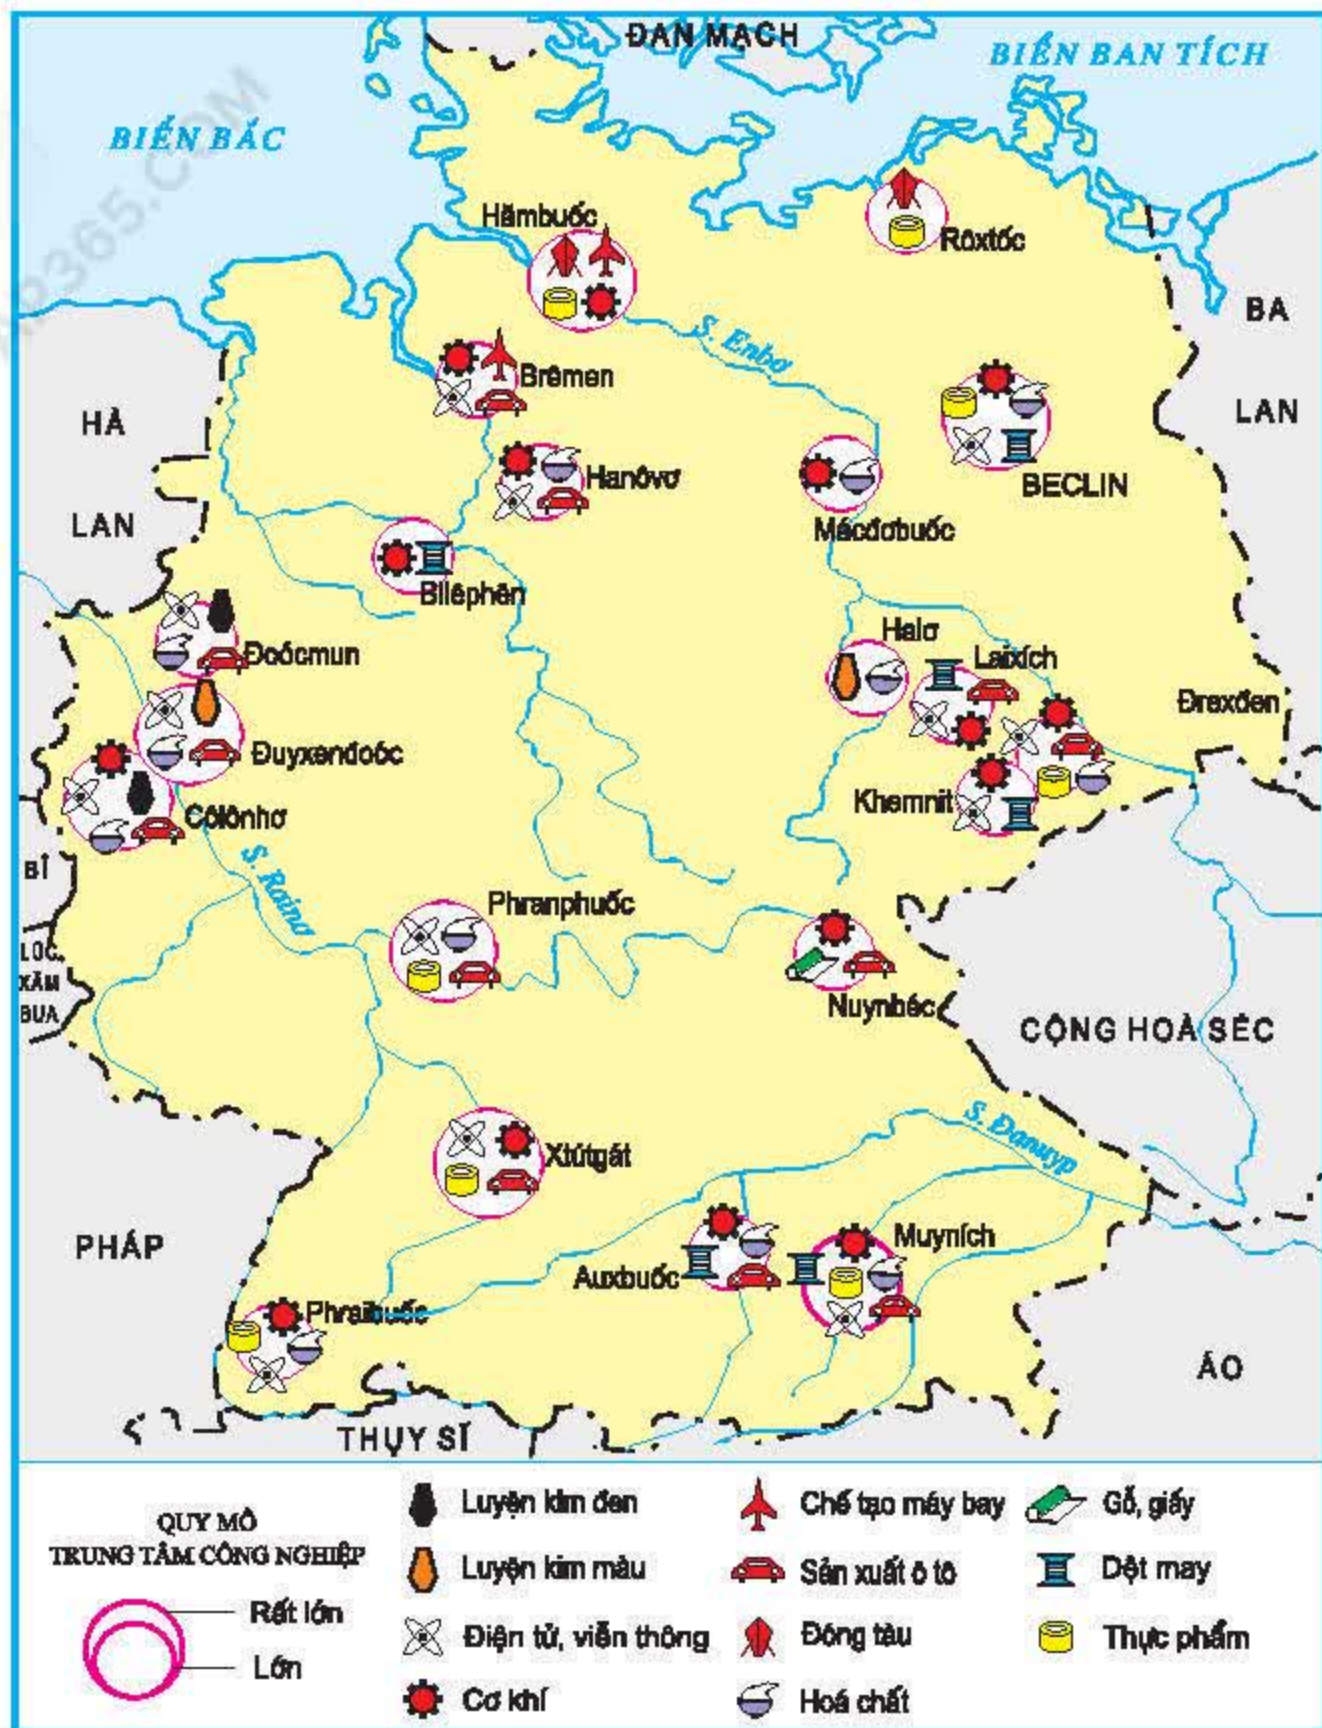 ĐAN MẠCH
BIỂN BAN TÍCH
BIỂN BẮC
Hămbuốc
Rôxtốc
BA
LAN
S. Enbơ
Brêmen
HÀ
LAN
Hanôvơ
BECLIN
Mácđơbuốc
Bilêphên
Halơ
Laixích
Đoócmun
Đrexđen
Đuyxenđoóc
Khemnit
Côlônhơ
BỈ
S. Rainơ
Phranphuốc
LÚC
XĂM
BUA
Nuynbéc
CỘNG HOÀ SÉC
S. Đanuyp
Xtútgát
PHÁP
Muyních
Auxbuốc
Phraibuốc
ÁO
THỤY SĨ
QUY MÔ
TRUNG TÂM CÔNG NGHIỆP
Rất lớn
Lớn
Luyện kim đen
Luyện kim màu
Điện tử, viễn thông
Cơ khí
Chế tạo máy bay
Sản xuất ô tô
Đóng tàu
Hoá chất
Gỗ, giấy
Dệt may
Thực phẩm